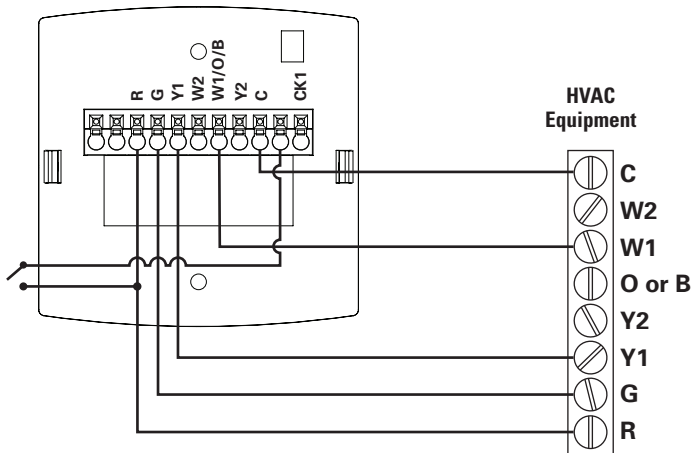 R
G
Y1
W2
W1/O/B
Y2
C
CK1
HVAC
Equipment
C
W2
W1
O or B
Y2
Y1
G
R